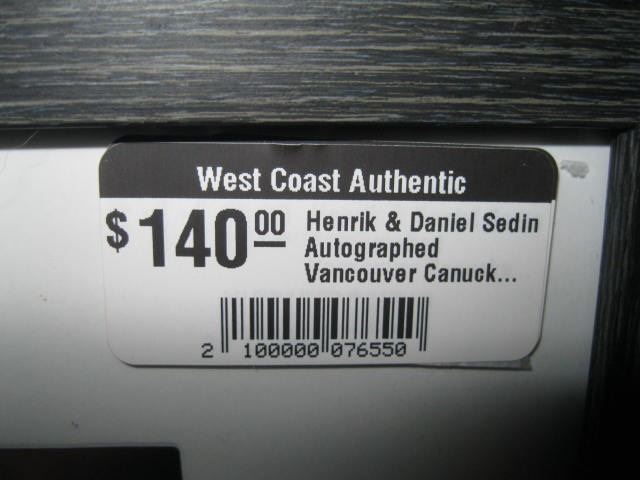 West Coast Authentic
$140.00 Henrik & Daniel Sedin
Autographed
Vancouver Canuck...
2 100000 076550